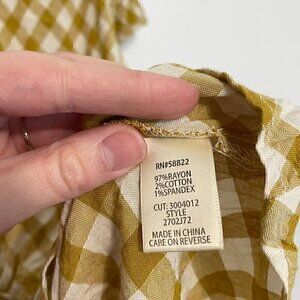 RN#58822
97%RAYON
2%COTTON
1%SPANDEX
CUT: 3004012
STYLE
2702J72
MADE IN CHINA
CARE ON REVERSE